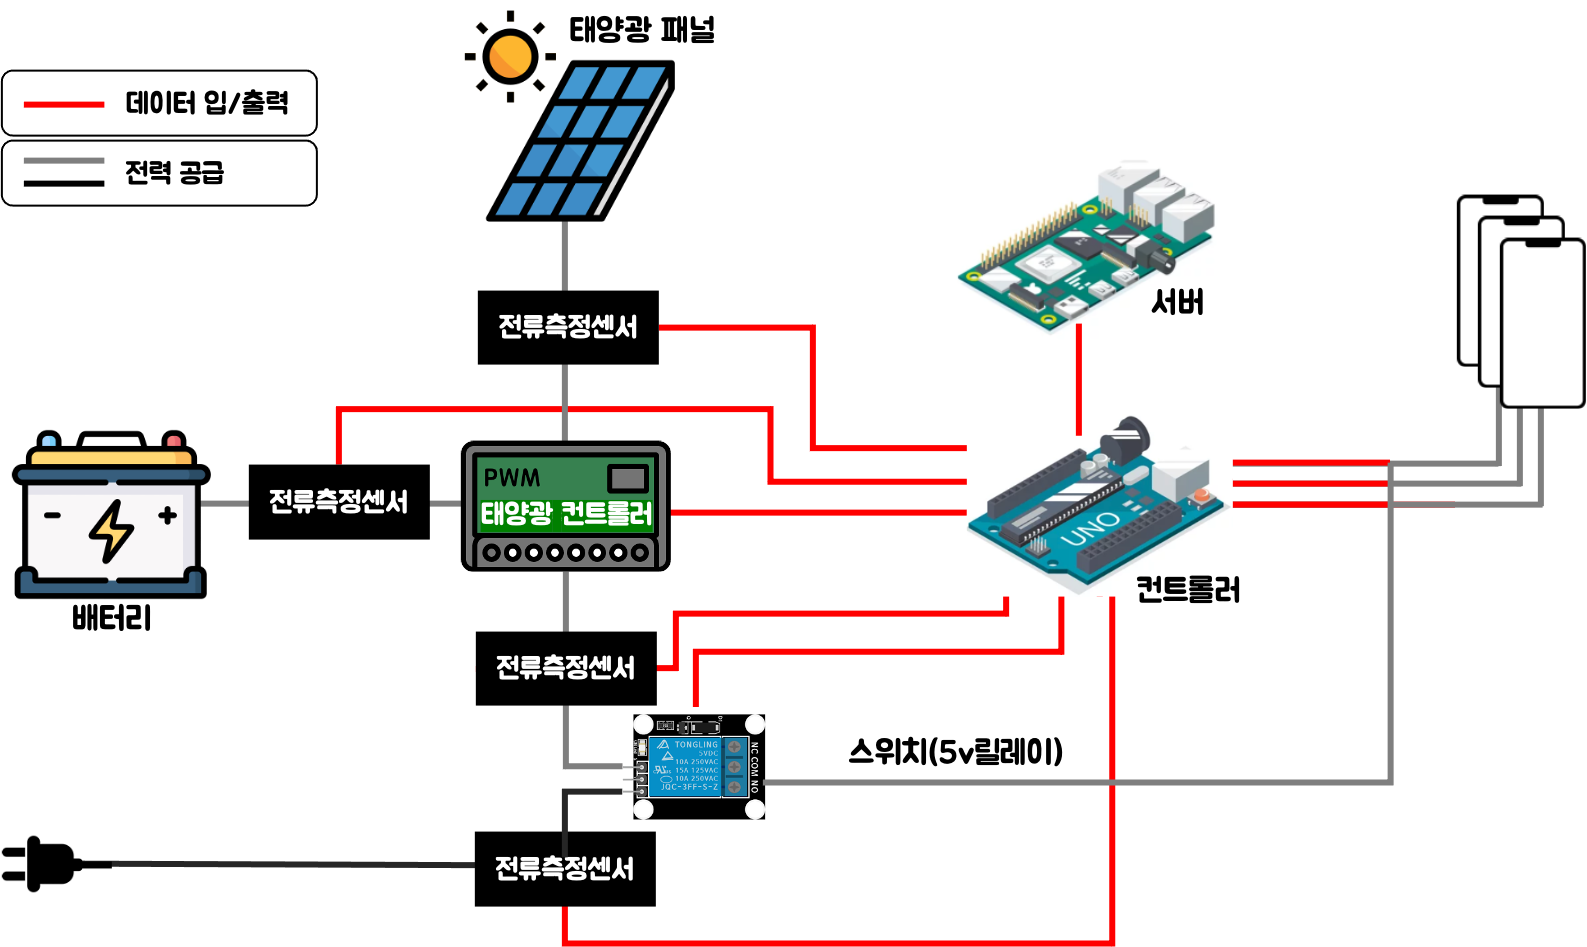 태양광 패널
데이터 입/출력
전력 공급
서버
전류측정센서
PWM
태양광 컨트롤러
전류측정센서
배터리
UNO
컨트롤러
전류측정센서
TONGLING
5VDC
10A 250VAC
15A 125VAC
10A 250VAC
JQC-3FF-S-Z
NC COM NO
스위치(5v릴레이)
전류측정센서